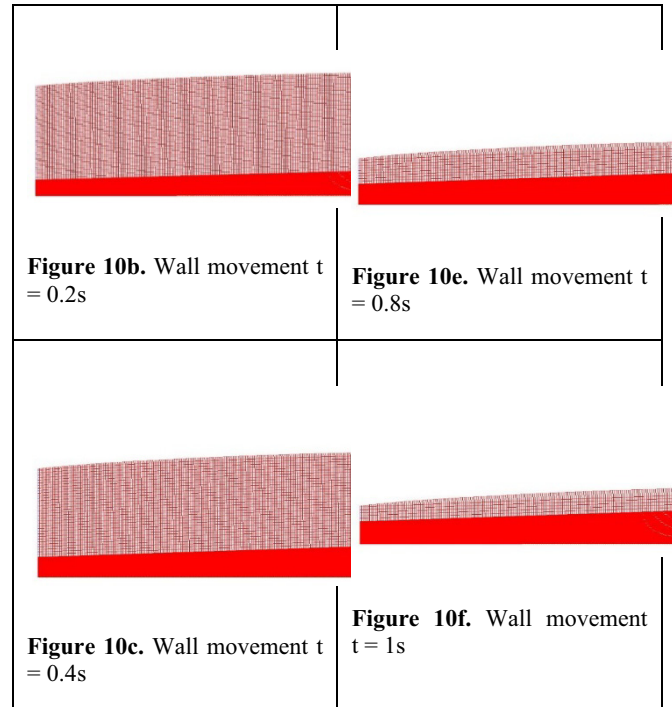 Figure 10b. Wall movement t
= 0.2s
Figure 10e. Wall movement t
= 0.8s
Figure 10c. Wall movement t
= 0.4s
Figure 10f. Wall movement
t = 1s